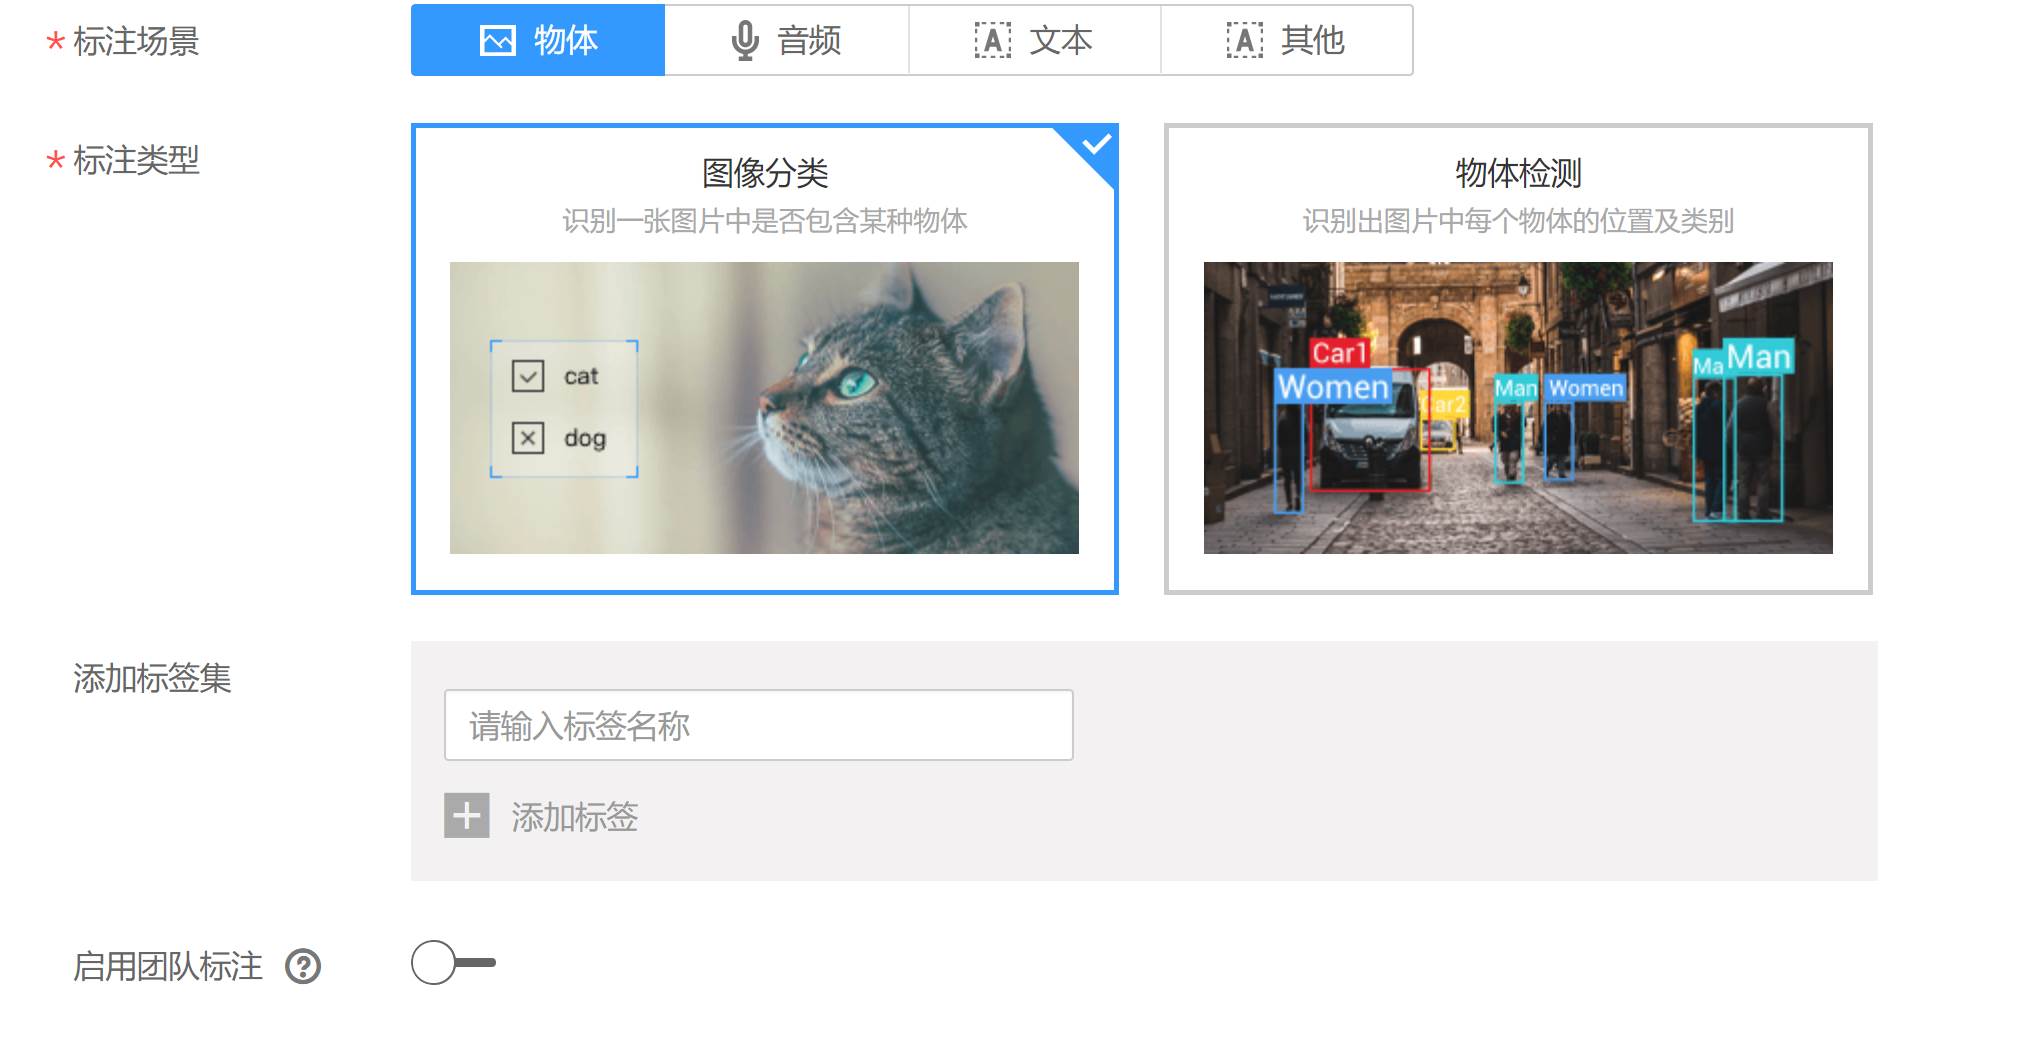 * 标注场景
物体
音频
A 文本
A 其他
* 标注类型
图像分类
识别一张图片中是否包含某种物体
cat
dog
物体检测
识别出图片中每个物体的位置及类别
Car1
Women
Car2
Man
Women
Ma
Man
添加标签集
请输入标签名称
添加标签
启用团队标注 ?